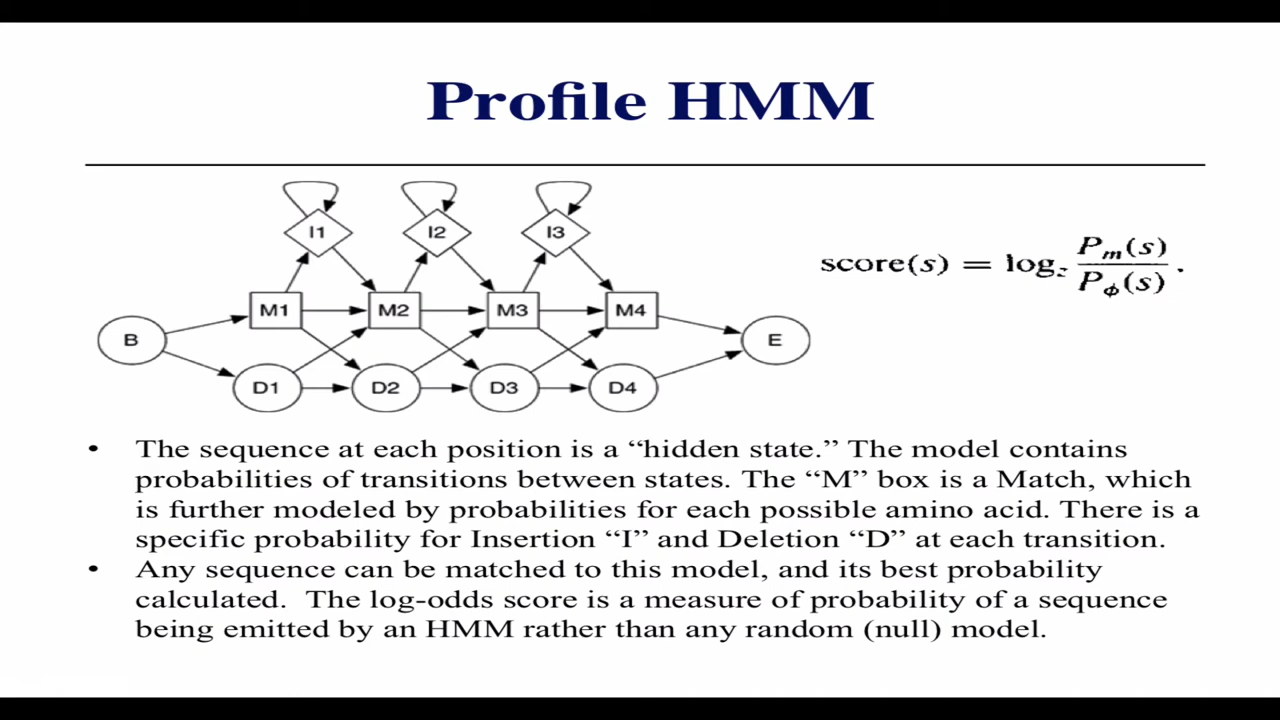 Profile HMM
I1 I2 I3
score(s) = log₂ Pm(s) / Pϕ(s) .
M1 M2 M3 M4
B E
D1 D2 D3 D4
• The sequence at each position is a “hidden state.” The model contains
probabilities of transitions between states. The “M” box is a Match, which
is further modeled by probabilities for each possible amino acid. There is a
specific probability for Insertion “I” and Deletion “D” at each transition.
• Any sequence can be matched to this model, and its best probability
calculated. The log-odds score is a measure of probability of a sequence
being emitted by an HMM rather than any random (null) model.